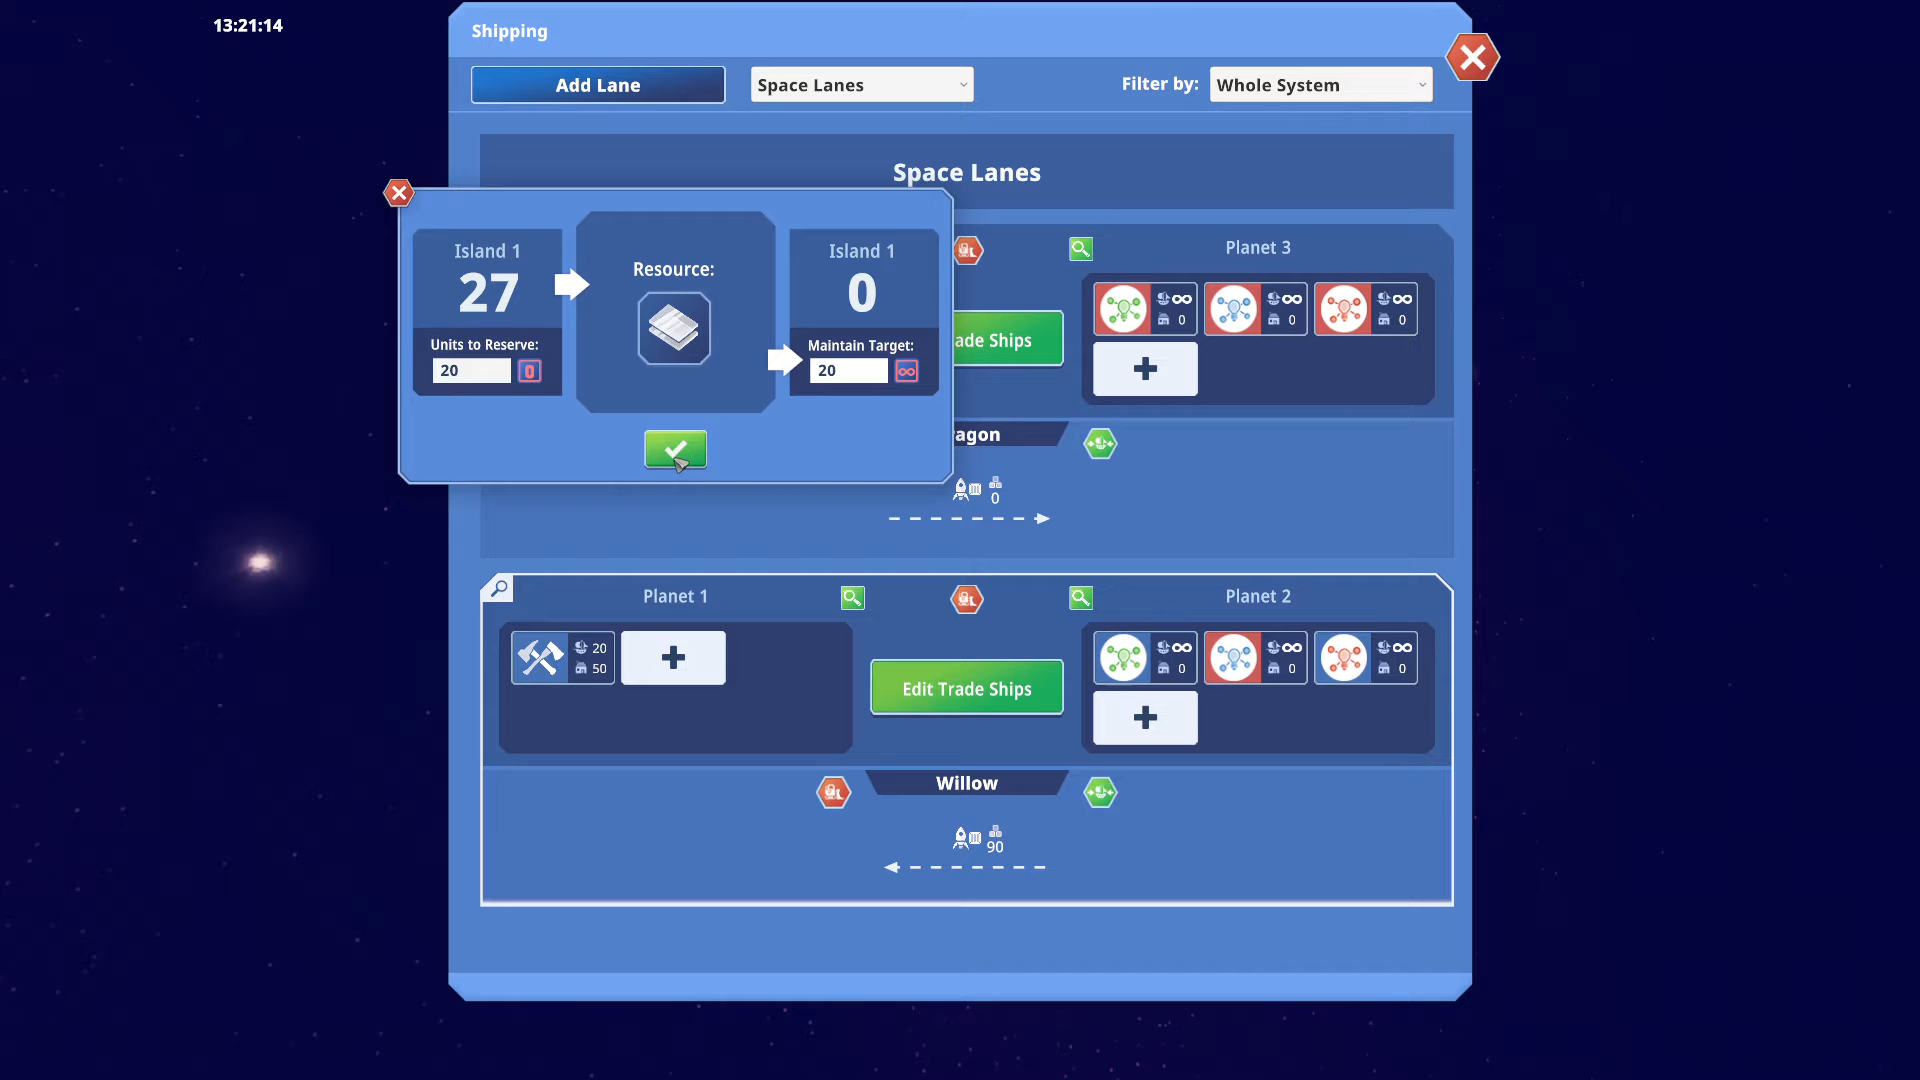 13:21:14
Shipping
Add Lane
Space Lanes
Filter by:
Whole System
Space Lanes
Island 1
27
Units to Reserve:
20
0
Resource:
Island 1
0
Maintain Target:
20
∞
ade Ships
Planet 3
∞
0
∞
0
∞
0
agon
0
Planet 1
20
50
Edit Trade Ships
Planet 2
∞
0
∞
0
∞
0
Willow
90